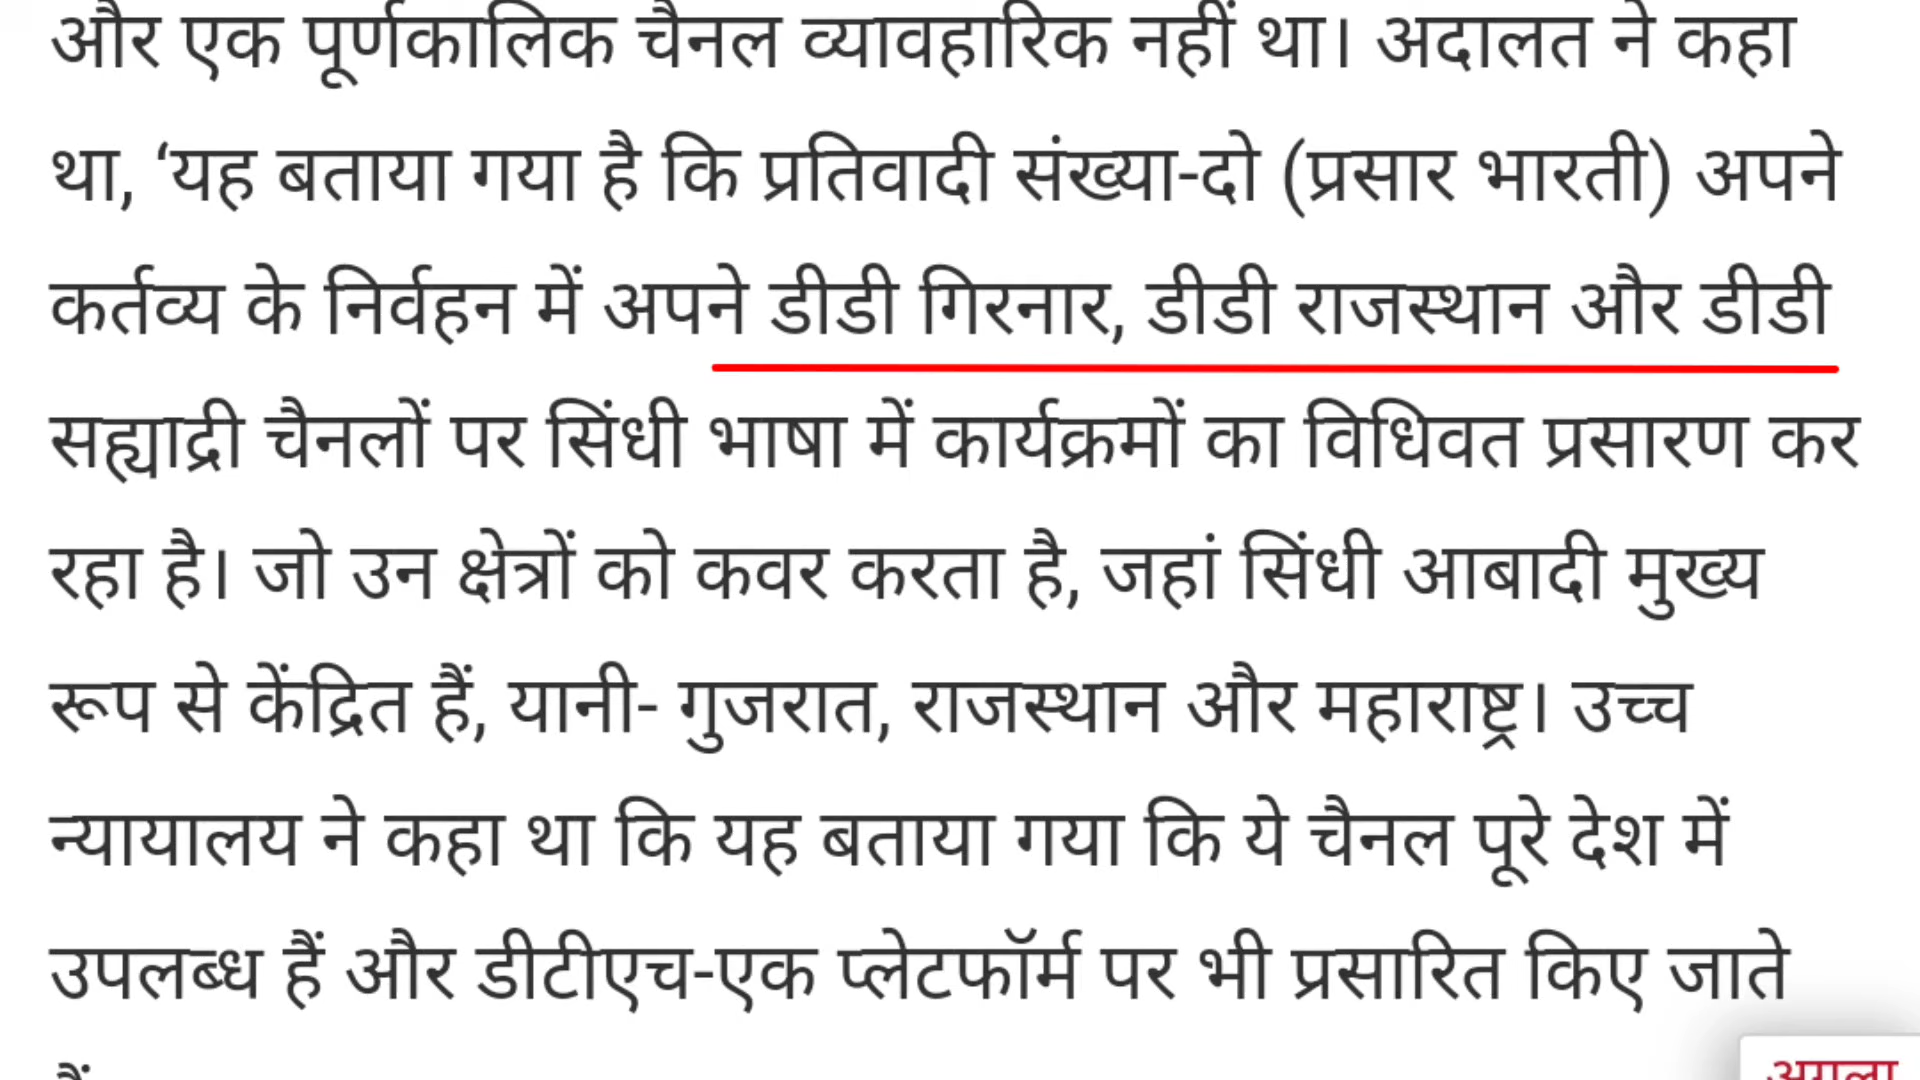 और एक पूर्णकालिक चैनल व्यावहारिक नहीं था। अदालत ने कहा
था, ‘यह बताया गया है कि प्रतिवादी संख्या-दो (प्रसार भारती) अपने
कर्तव्य के निर्वहन में अपने डीडी गिरनार, डीडी राजस्थान और डीडी
सह्याद्री चैनलों पर सिंधी भाषा में कार्यक्रमों का विधिवत प्रसारण कर
रहा है। जो उन क्षेत्रों को कवर करता है, जहां सिंधी आबादी मुख्य
रूप से केंद्रित हैं, यानी- गुजरात, राजस्थान और महाराष्ट्र। उच्च
न्यायालय ने कहा था कि यह बताया गया कि ये चैनल पूरे देश में
उपलब्ध हैं और डीटीएच-एक प्लेटफॉर्म पर भी प्रसारित किए जाते